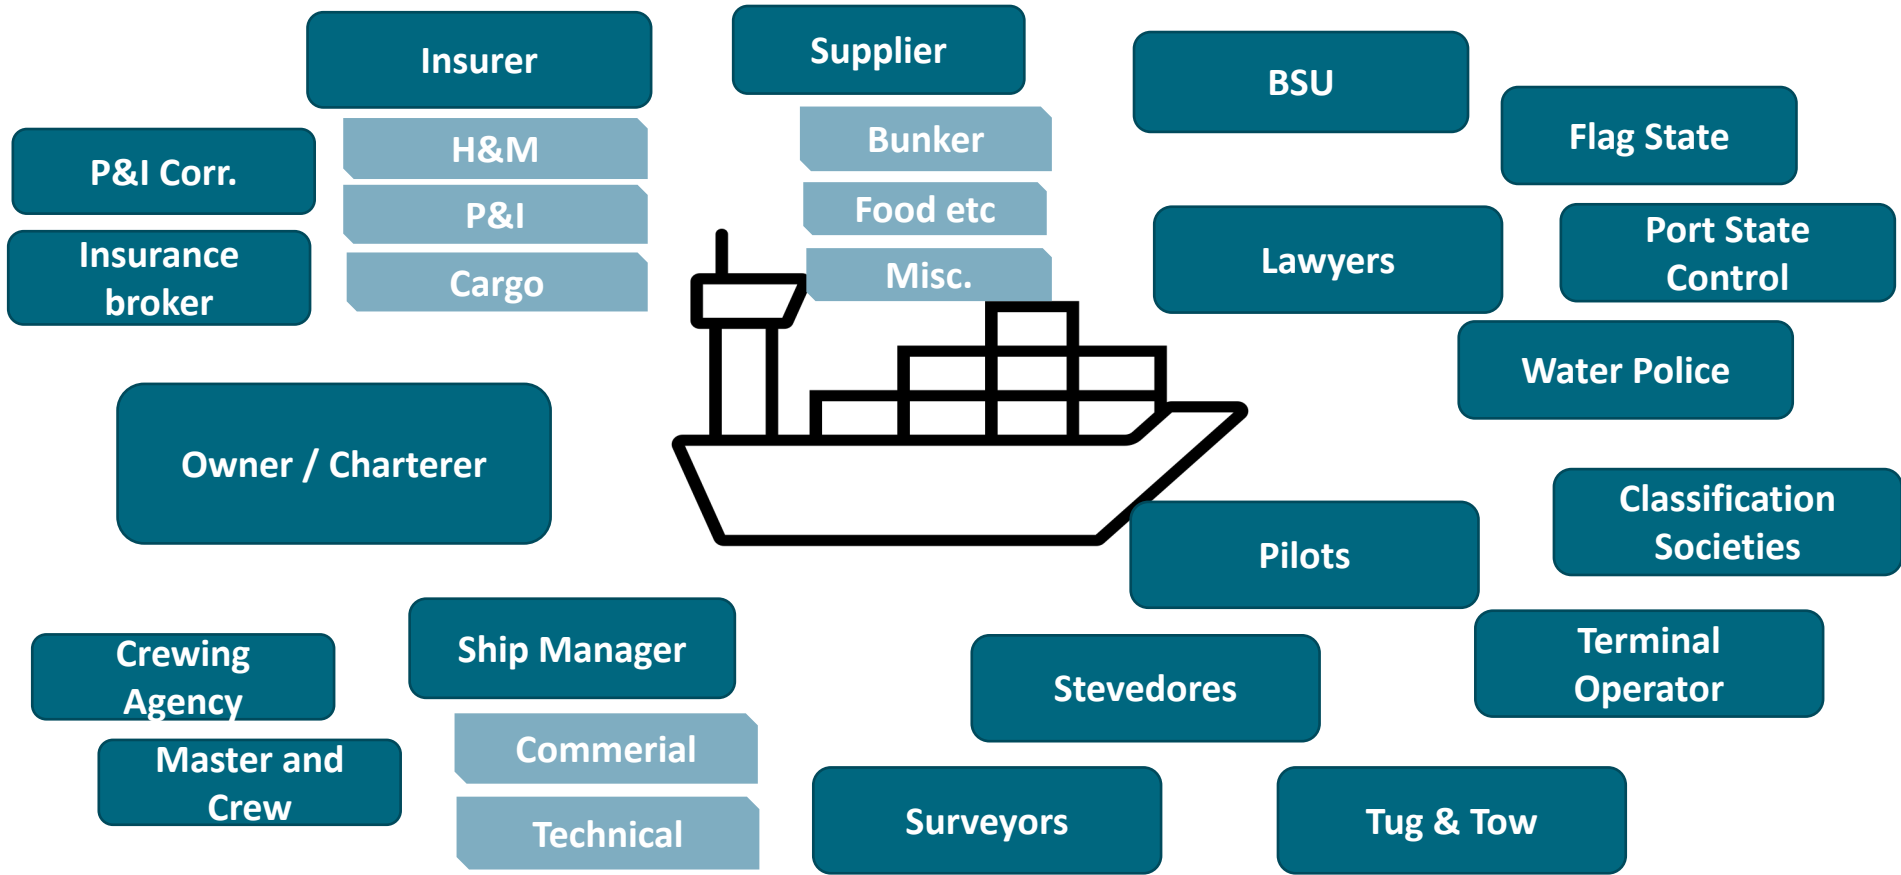 Insurer
H&M
P&I
Cargo
Supplier
Bunker
Food etc
Misc.
BSU
Flag State
P&I Corr.
Insurance
broker
Lawyers
Port State
Control
Water Police
Owner / Charterer
Classification
Societies
Pilots
Crewing
Agency
Master and
Crew
Ship Manager
Commerial
Technical
Stevedores
Terminal
Operator
Surveyors
Tug & Tow